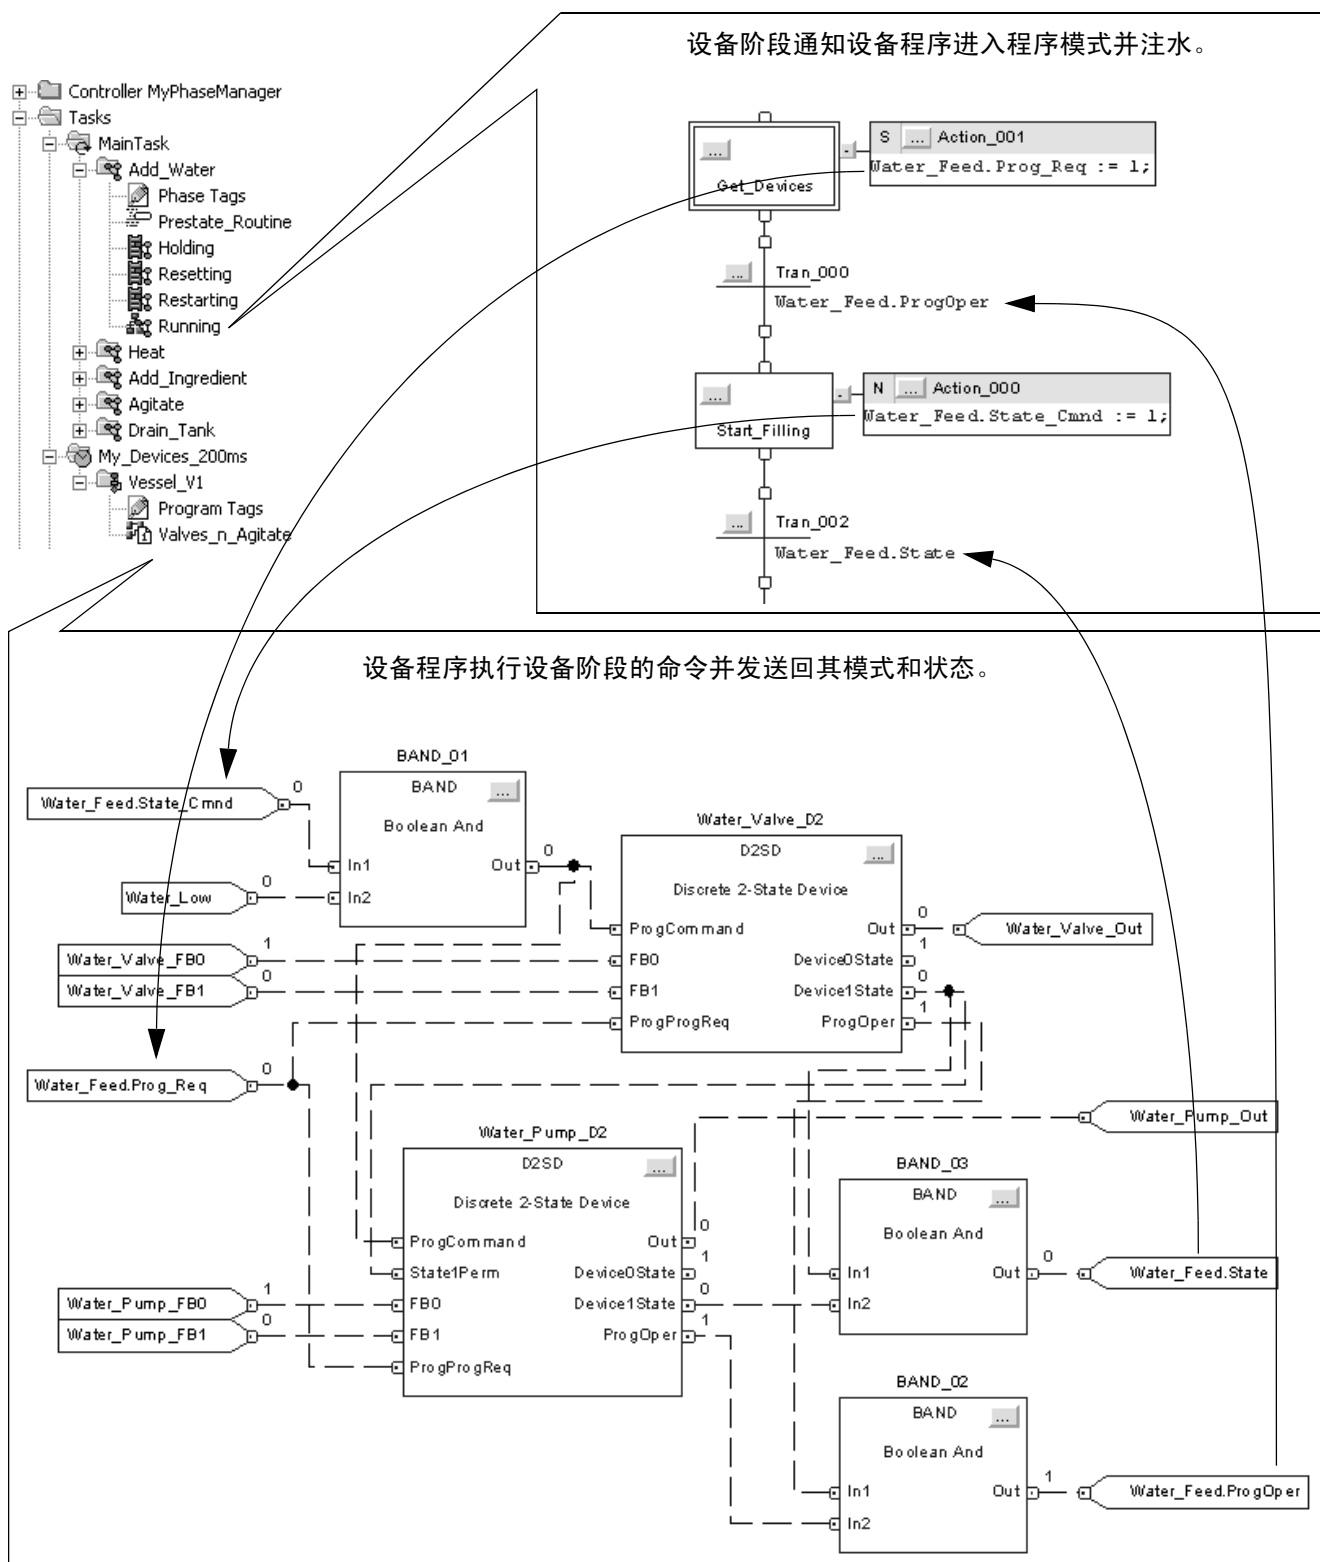 设备阶段通知设备程序进入程序模式并注水。
Controller MyPhaseManager
Tasks
MainTask
Add_Water
Phase Tags
Prestate_Routine
Holding
Resetting
Restarting
Running
Heat
Add_Ingredient
Agitate
Drain_Tank
My_Devices_200ms
Vessel_V1
Program Tags
Valves_n_Agitate
...
Get_Devices
S ... Action_001
Water_Feed.Prog_Req := 1;
... Tran_000
Water_Feed.ProgOper
...
Start_Filling
N ... Action_000
Water_Feed.State_Cmnd := 1;
... Tran_002
Water_Feed.State
设备程序执行设备阶段的命令并发送回其模式和状态。
BAND_01
BAND ...
Boolean And
In1 Out 0
In2
Water_Feed.State_Cmnd 0
Water_Low 0
Water_Valve_FB0 1
Water_Valve_FB1 0
Water_Feed.Prog_Req 0
Water_Valve_D2
D2SD ...
Discrete 2-State Device
ProgCommand Out 0
FB0 Device0State 1
FB1 Device1State 0
ProgProgReq ProgOper 1
Water_Valve_Out
Water_Pump_Out
Water_Pump_D2
D2SD ...
Discrete 2-State Device
ProgCommand Out 0
State1Perm Device0State 1
FB0 Device1State 0
FB1 ProgOper 1
ProgProgReq
Water_Pump_FB0 1
Water_Pump_FB1 0
BAND_03
BAND ...
Boolean And
In1 Out 0
In2
Water_Feed.State
BAND_02
BAND ...
Boolean And
In1 Out 1
In2
Water_Feed.ProgOper